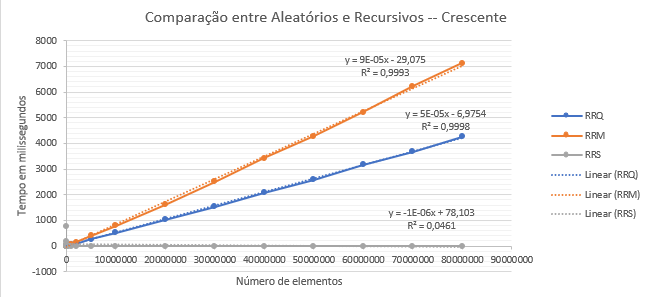 Comparação entre Aleatórios e Recursivos -- Crescente
Tempo em milissegundos
8000
7000
6000
5000
4000
3000
2000
1000
0
-1000
y = 9E-05x - 29,075
R² = 0,9993
y = 5E-05x - 6,9754
R² = 0,9998
y = -1E-06x + 78,103
R² = 0,0461
0 10000000 20000000 30000000 40000000 50000000 60000000 70000000 80000000 90000000
Número de elementos
RRQ
RRM
RRS
Linear (RRQ)
Linear (RRM)
Linear (RRS)